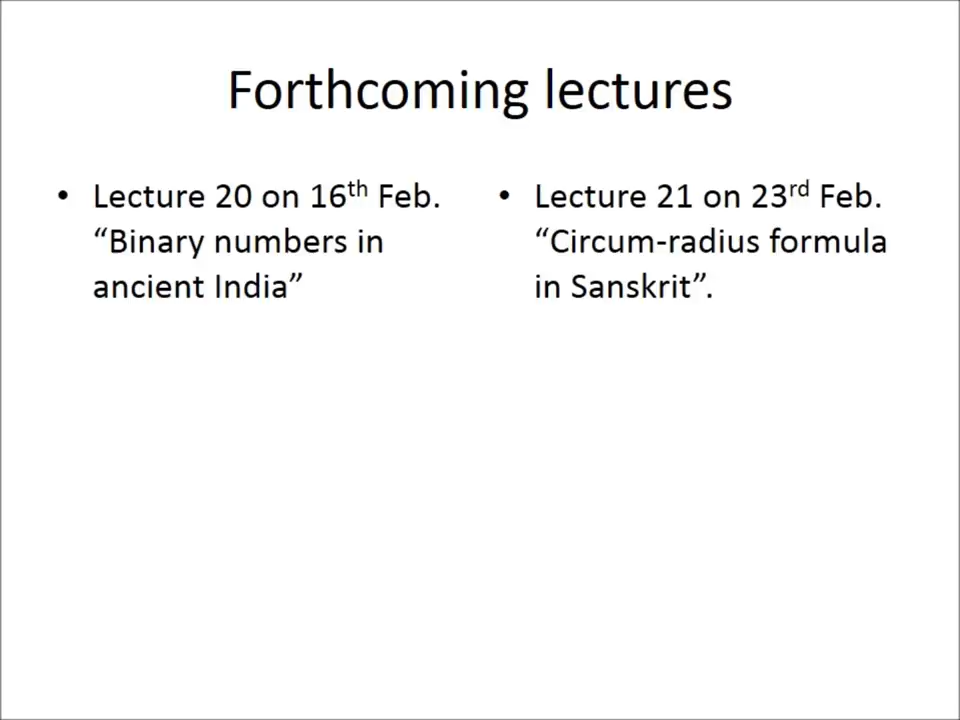 Forthcoming lectures
• Lecture 20 on 16th Feb.
“Binary numbers in
ancient India”
• Lecture 21 on 23rd Feb.
“Circum-radius formula
in Sanskrit”.